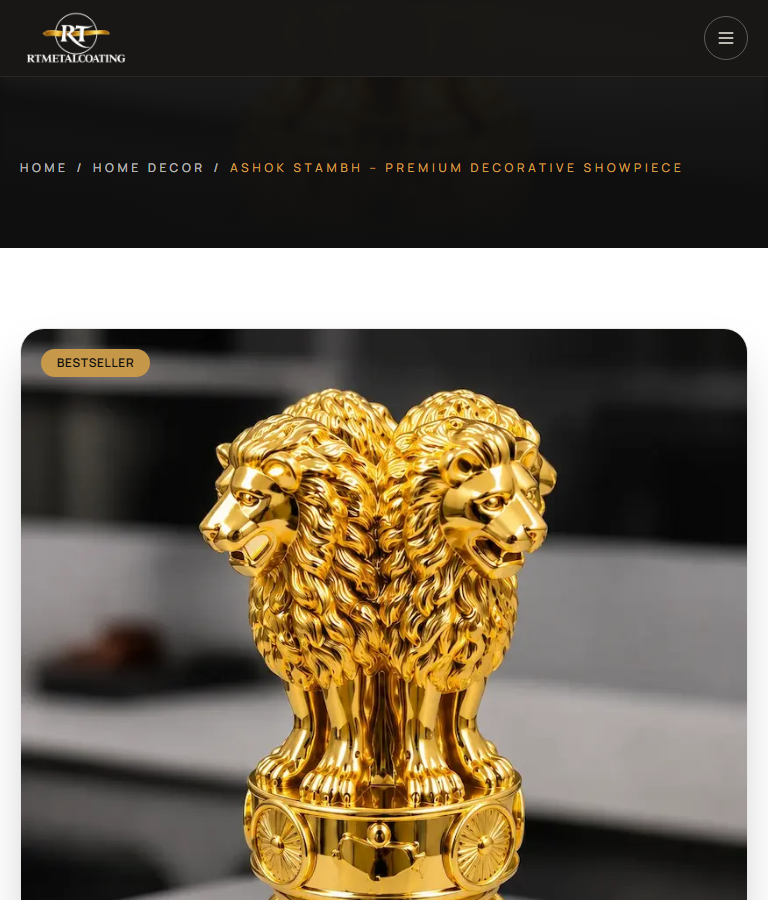 RT
RTMETALCOATING
HOME / HOME DECOR / ASHOK STAMBH – PREMIUM DECORATIVE SHOWPIECE
BESTSELLER